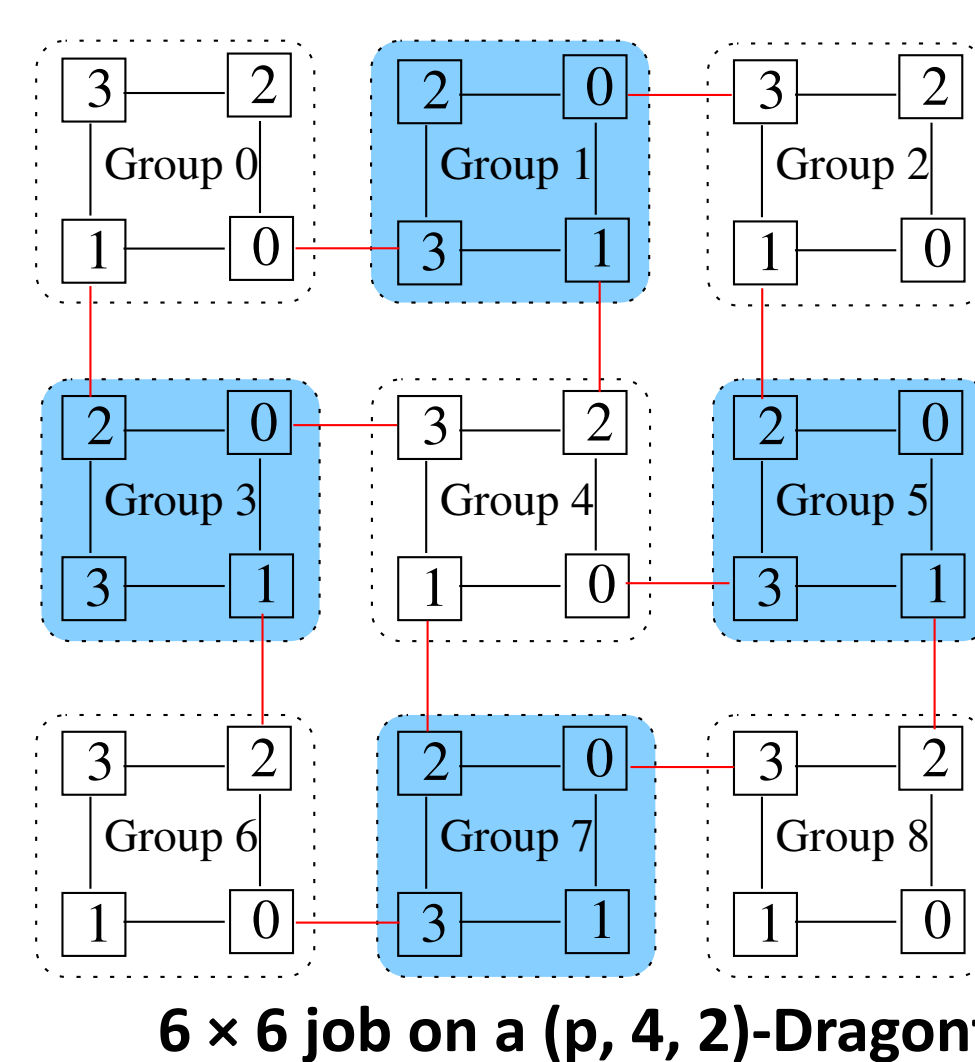 3 2 2 0 3 2
Group 0 Group 1 Group 2
1 0 3 1 1 0
2 0 3 2 2 0
Group 3 Group 4 Group 5
3 1 1 0 3 1
3 2 2 0 3 2
Group 6 Group 7 Group 8
1 0 3 1 1 0
6 × 6 job on a (p, 4, 2)-Dragon